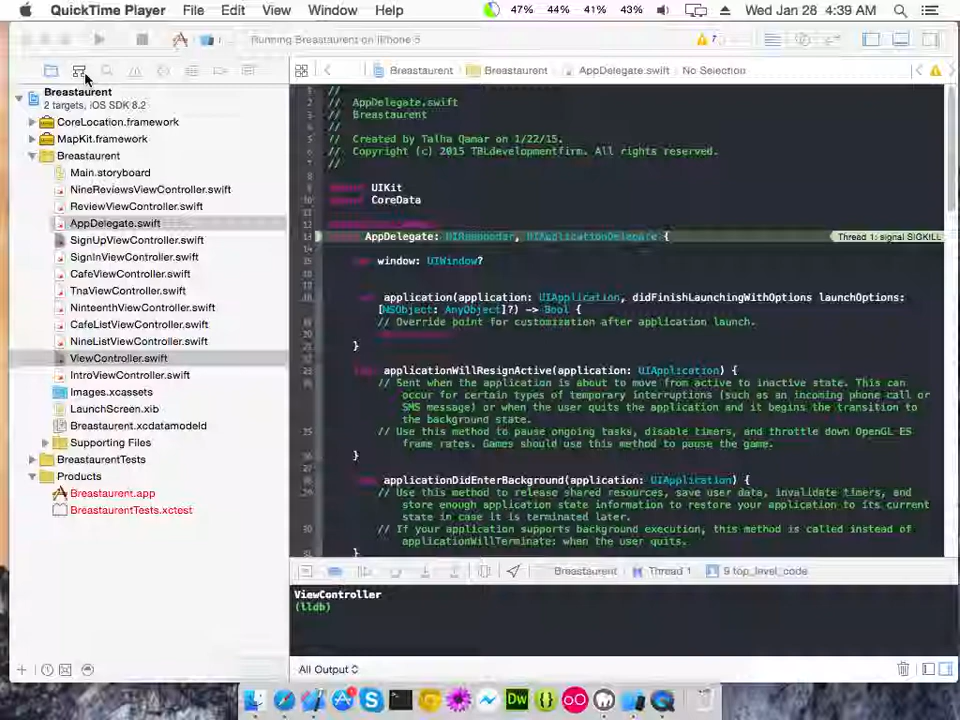 QuickTime Player File Edit View Window Help 47% 44% 41% 43% Wed Jan 28 4:39 AM
Running Breastaurent on iPhone 5
Breastaurent Breastaurent AppDelegate.swift No Selection
Breastaurent
2 targets, iOS SDK 8.2
CoreLocation.framework
MapKit.framework
Breastaurent
Main.storyboard
NineReviewsViewController.swift
ReviewViewController.swift
AppDelegate.swift
SignUpViewController.swift
SignInViewController.swift
CafeViewController.swift
TnaViewController.swift
NinteenthViewController.swift
CafeListViewController.swift
NineListViewController.swift
ViewController.swift
IntroViewController.swift
Images.xcassets
LaunchScreen.xib
Breastaurent.xcdatamodeld
Supporting Files
BreastaurentTests
Products
Breastaurent.app
BreastaurentTests.xctest
//
// AppDelegate.swift
// Breastaurent
//
// Created by Talha Qamar on 1/22/15.
// Copyright (c) 2015 TBLdevelopmentfirm. All rights reserved.
//
import UIKit
import CoreData
AppDelegate: UIResponder, UIApplicationDelegate {
Thread 1: signal SIGKILL
var window: UIWindow?
application(application: UIApplication, didFinishLaunchingWithOptions launchOptions:
[NSObject: AnyObject]?) -> Bool {
// Override point for customization after application launch.
}
applicationWillResignActive(application: UIApplication) {
// Sent when the application is about to move from active to inactive state. This can
occur for certain types of temporary interruptions (such as an incoming phone call or
SMS message) or when the user quits the application and it begins the transition to
the background state.
// Use this method to pause ongoing tasks, disable timers, and throttle down OpenGL ES
frame rates. Games should use this method to pause the game.
}
applicationDidEnterBackground(application: UIApplication) {
// Use this method to release shared resources, save user data, invalidate timers, and
store enough application state information to restore your application to its current
state in case it is terminated later.
// If your application supports background execution, this method is called instead of
applicationWillTerminate: when the user quits.
}
Breastaurent Thread 1 9 top_level_code
ViewController
(lldb)
All Output
Dw